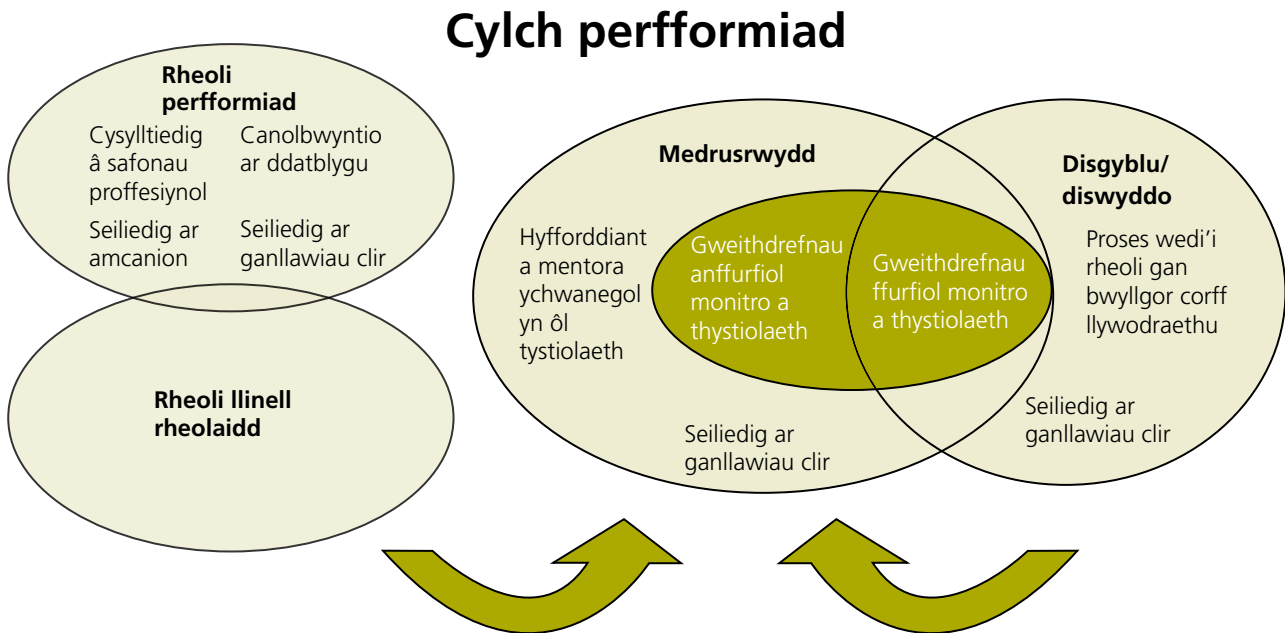 Cylch perfformiad
Rheoli
perfformiad
Cysylltiedig
â safonau
proffesiynol
Canolbwyntio
ar ddatblygu
Seiliedig ar
amcanion
Seiliedig ar
ganllawiau clir
Rheoli llinell
rheolaidd
Medrusrwydd
Hyfforddiant
a mentora
ychwanegol
yn ôl
tystiolaeth
Gweithdrefnau
anffurfiol
monitro a
thystiolaeth
Gweithdrefnau
ffurfiol monitro
a thystiolaeth
Seiliedig ar
ganllawiau clir
Disgyblu/
diswyddo
Proses wedi’i
rheoli gan
bwyllgor corff
llywodraethu
Seiliedig ar
ganllawiau clir